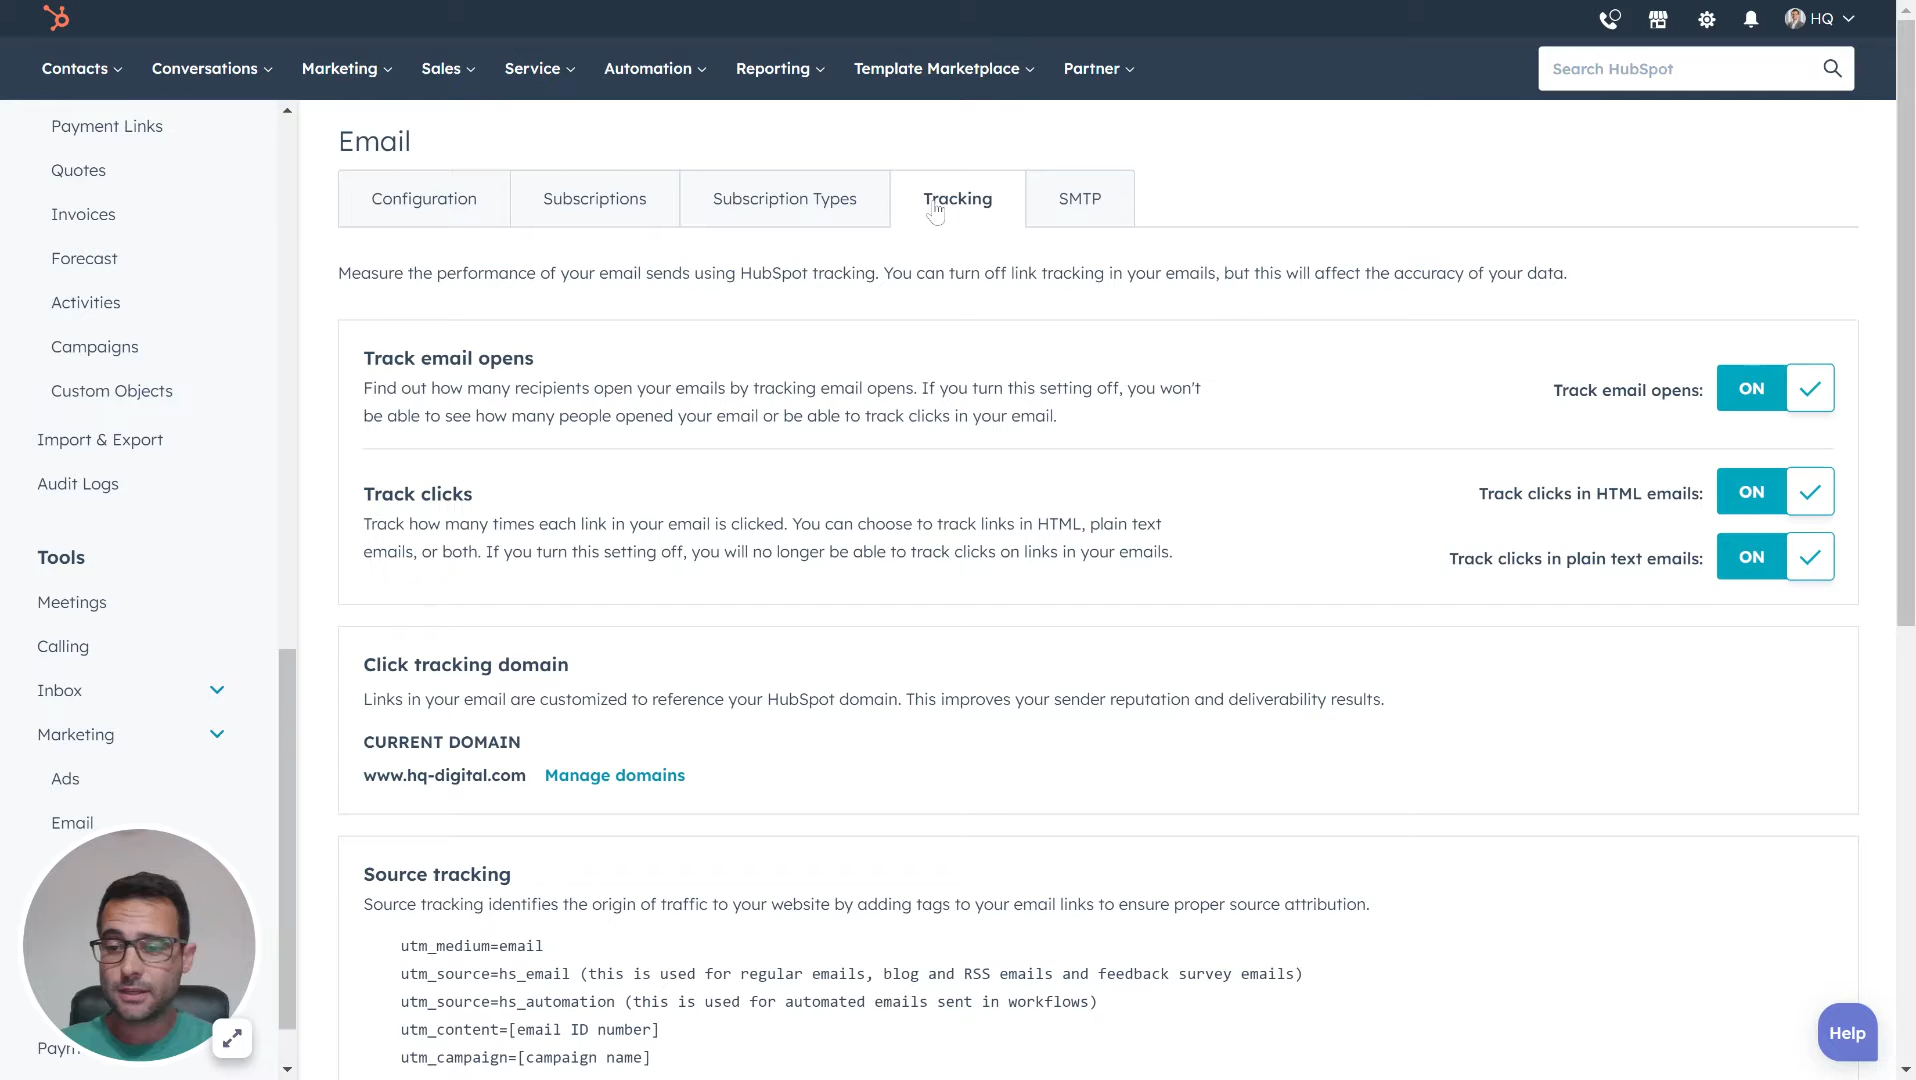 HQ
Contacts
Conversations
Marketing
Sales
Service
Automation
Reporting
Template Marketplace
Partner
Search HubSpot
Payment Links
Quotes
Invoices
Forecast
Activities
Campaigns
Custom Objects
Import & Export
Audit Logs
Tools
Meetings
Calling
Inbox
Marketing
Ads
Email
Email
Configuration
Subscriptions
Subscription Types
Tracking
SMTP
Measure the performance of your email sends using HubSpot tracking. You can turn off link tracking in your emails, but this will affect the accuracy of your data.
Track email opens
Find out how many recipients open your emails by tracking email opens. If you turn this setting off, you won't
be able to see how many people opened your email or be able to track clicks in your email.
Track email opens:
ON
Track clicks
Track how many times each link in your email is clicked. You can choose to track links in HTML, plain text
emails, or both. If you turn this setting off, you will no longer be able to track clicks on links in your emails.
Track clicks in HTML emails:
ON
Track clicks in plain text emails:
ON
Click tracking domain
Links in your email are customized to reference your HubSpot domain. This improves your sender reputation and deliverability results.
CURRENT DOMAIN
www.hq-digital.com Manage domains
Source tracking
Source tracking identifies the origin of traffic to your website by adding tags to your email links to ensure proper source attribution.
utm_medium=email
utm_source=hs_email (this is used for regular emails, blog and RSS emails and feedback survey emails)
utm_source=hs_automation (this is used for automated emails sent in workflows)
utm_content=[email ID number]
utm_campaign=[campaign name]
Help